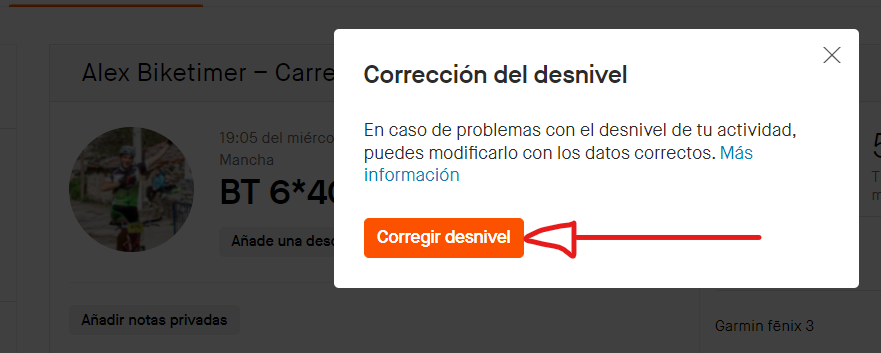 Alex Biketimer – Carre
Corrección del desnivel
19:05 del miérco
Mancha
BT 6*40
Añade una desc
En caso de problemas con el desnivel de tu actividad,
puedes modificarlo con los datos correctos. Más
información
Corregir desnivel
Añadir notas privadas
5
T
m
Garmin fēnix 3